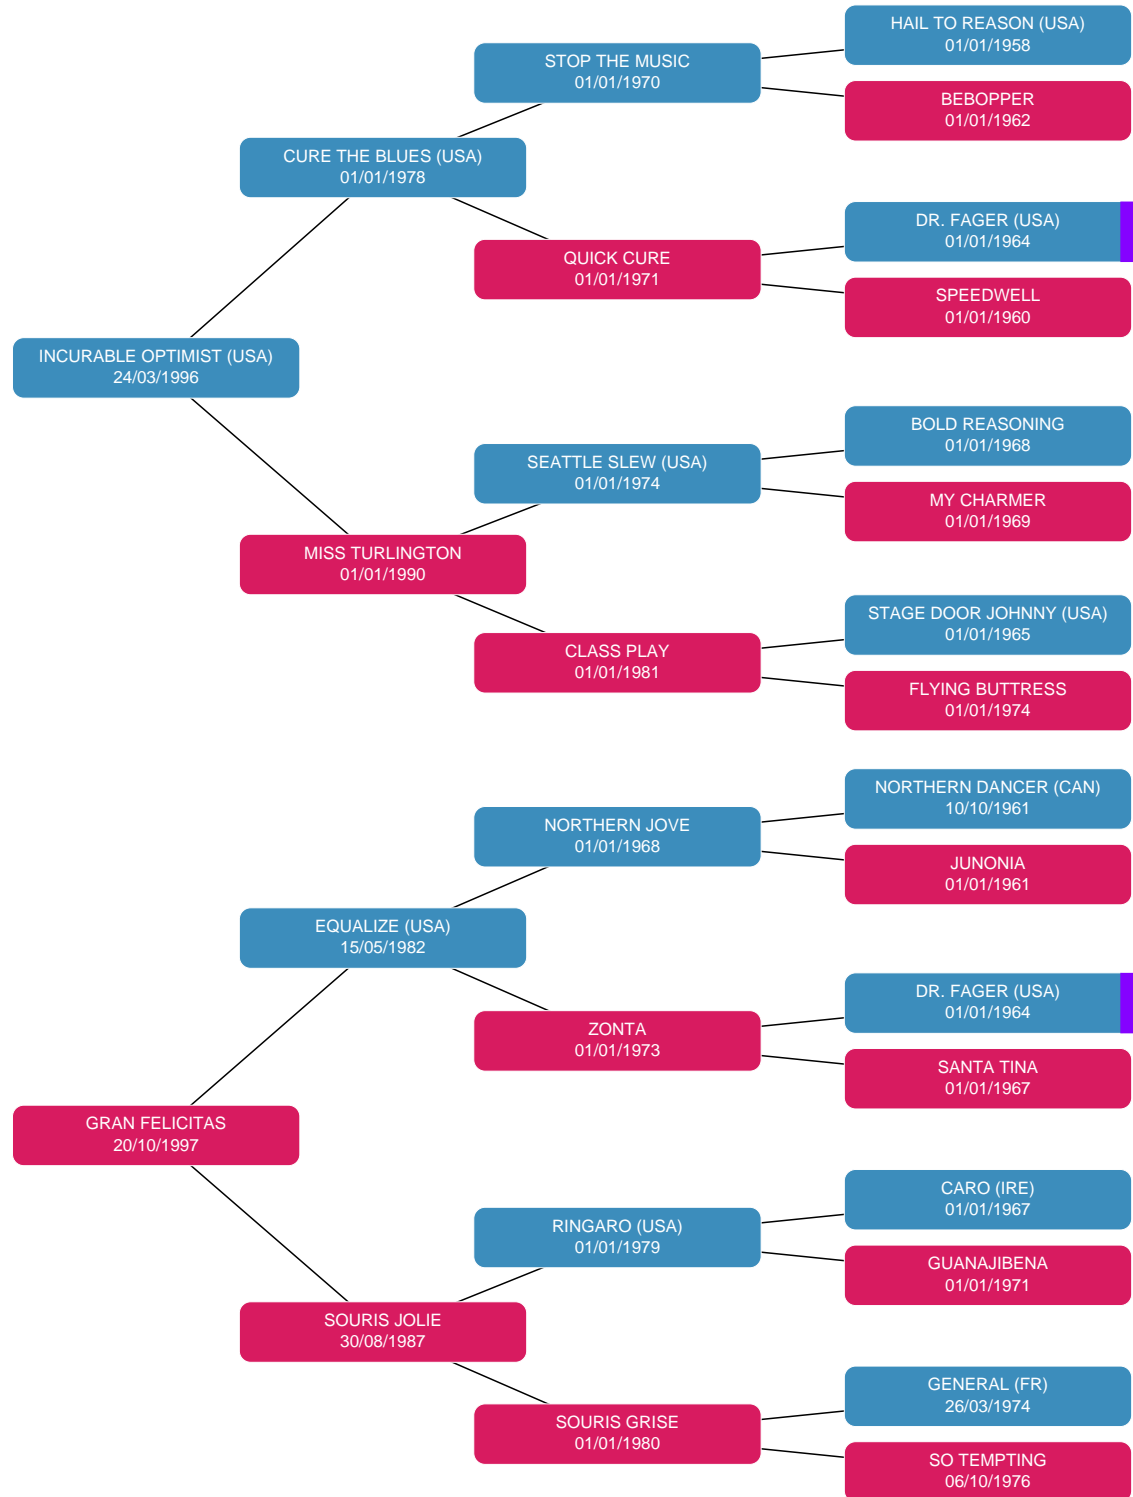 HAIL TO REASON (USA)
01/01/1958
STOP THE MUSIC
01/01/1970
BEBOPPER
01/01/1962
CURE THE BLUES (USA)
01/01/1978
DR. FAGER (USA)
01/01/1964
QUICK CURE
01/01/1971
SPEEDWELL
01/01/1960
INCURABLE OPTIMIST (USA)
24/03/1996
BOLD REASONING
01/01/1968
SEATTLE SLEW (USA)
01/01/1974
MY CHARMER
01/01/1969
MISS TURLINGTON
01/01/1990
STAGE DOOR JOHNNY (USA)
01/01/1965
CLASS PLAY
01/01/1981
FLYING BUTTRESS
01/01/1974
NORTHERN DANCER (CAN)
10/10/1961
NORTHERN JOVE
01/01/1968
JUNONIA
01/01/1961
EQUALIZE (USA)
15/05/1982
DR. FAGER (USA)
01/01/1964
ZONTA
01/01/1973
SANTA TINA
01/01/1967
GRAN FELICITAS
20/10/1997
CARO (IRE)
01/01/1967
RINGARO (USA)
01/01/1979
GUANAJIBENA
01/01/1971
SOURIS JOLIE
30/08/1987
GENERAL (FR)
26/03/1974
SOURIS GRISE
01/01/1980
SO TEMPTING
06/10/1976